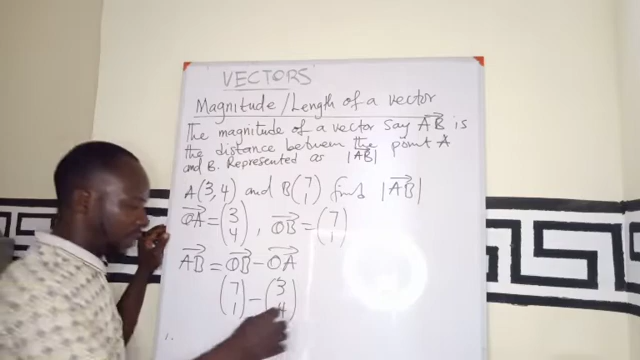 VECTORS
Magnitude/Length of a vector
The magnitude of a vector say AB is
the distance between the point A
and B. Represented as |AB|
A(3,4) and B(7,1) find |AB|
OA = (3 4), OB = (7 1)
AB = OB − OA
(7 1) − (3 4)